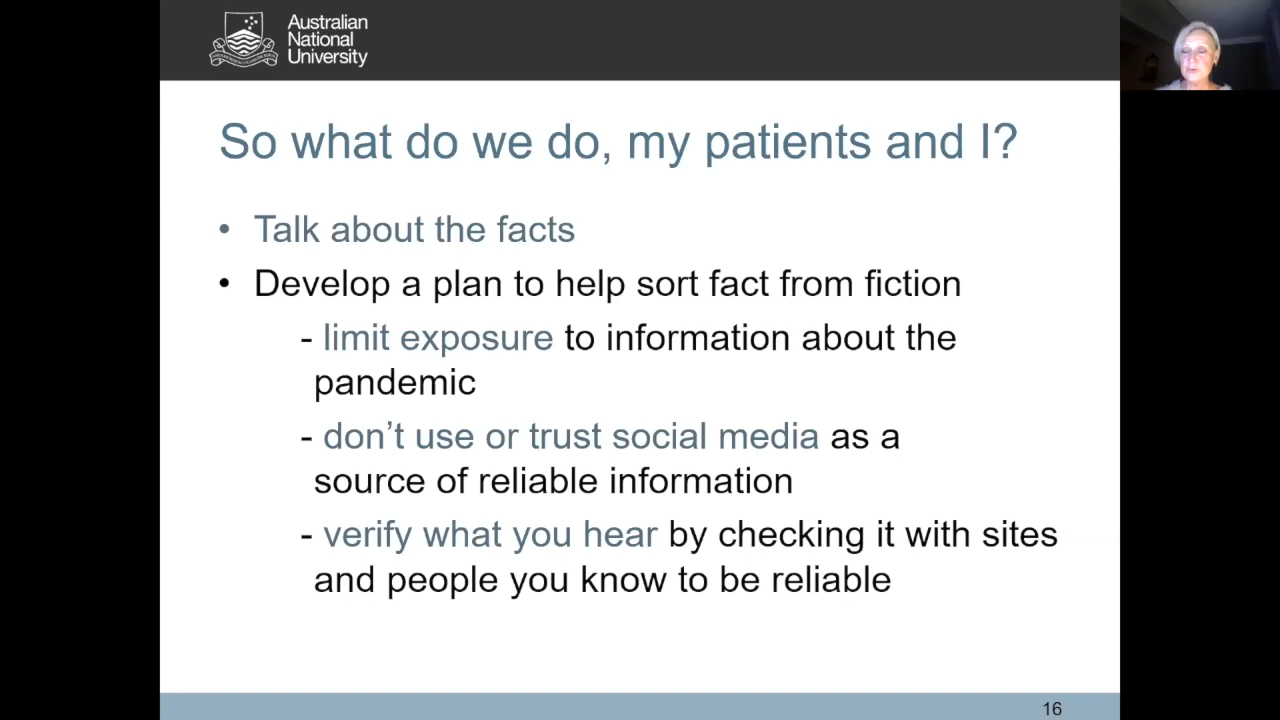 Australian
National
University
So what do we do, my patients and I?
• Talk about the facts
• Develop a plan to help sort fact from fiction
- limit exposure to information about the
pandemic
- don’t use or trust social media as a
source of reliable information
- verify what you hear by checking it with sites
and people you know to be reliable
16